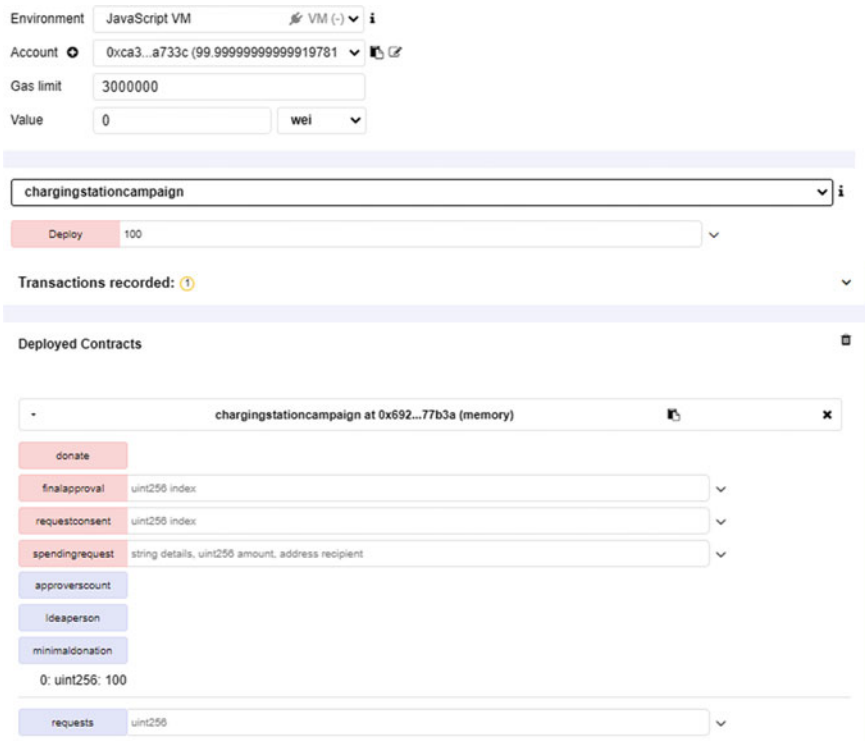 Environment JavaScript VM VM (-) i
Account 0xca3...a733c (99.99999999999919781
Gas limit 3000000
Value 0 wei
chargingstationcampaign i
Deploy 100
Transactions recorded: 1
Deployed Contracts
chargingstationcampaign at 0x692...77b3a (memory)
donate
finalapproval uint256 index
requestconsent uint256 index
spendingrequest string details, uint256 amount, address recipient
approverscount
Ideaperson
minimaldonation
0: uint256: 100
requests uint256